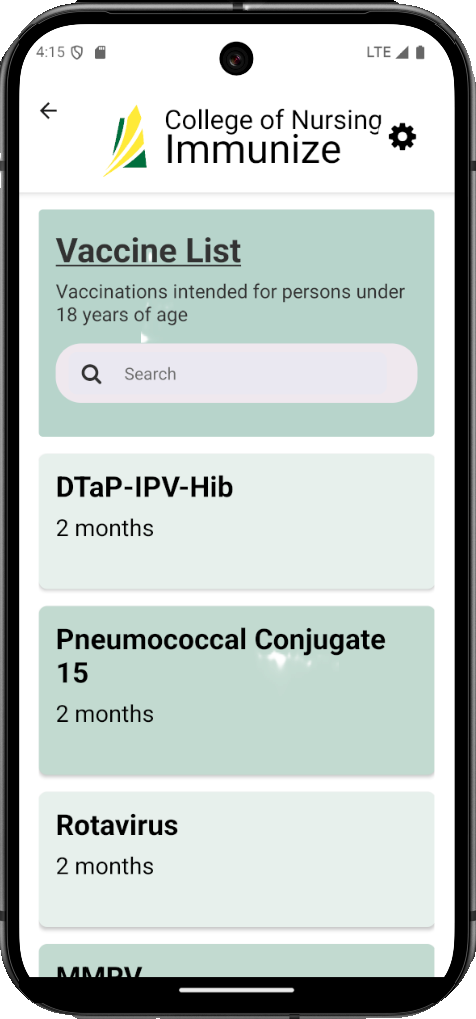 4:15
LTE
College of Nursing
Immunize
Vaccine List
Vaccinations intended for persons under
18 years of age
Search
DTaP-IPV-Hib
2 months
Pneumococcal Conjugate
15
2 months
Rotavirus
2 months
MMRV